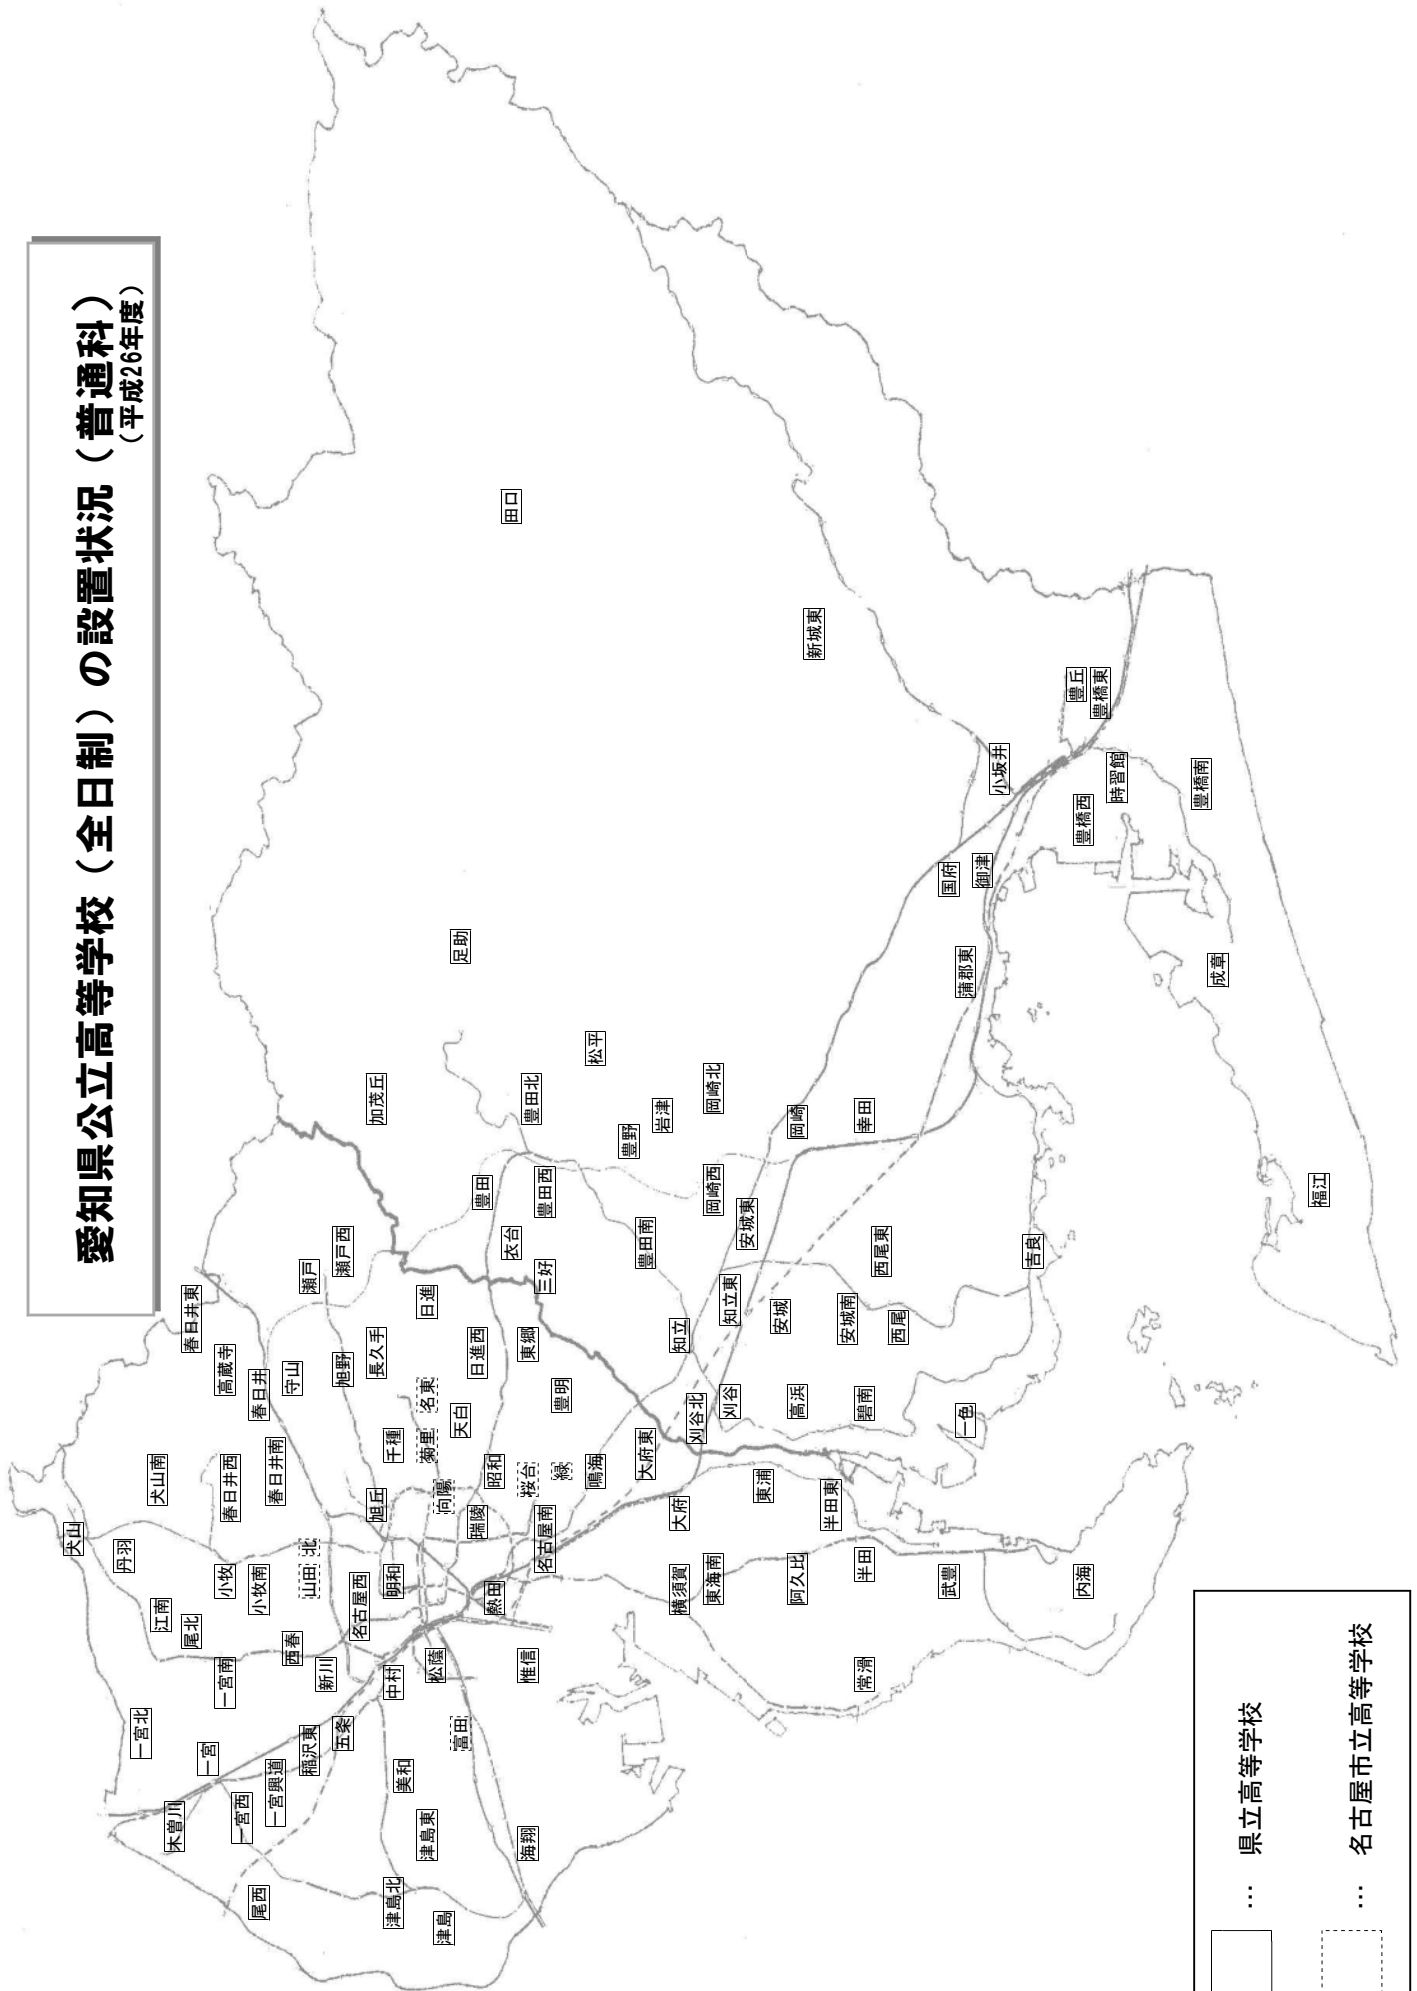 愛知県公立高等学校（全日制）の設置状況（普通科）
（平成26年度）
犬山
丹羽
犬山南
江南
尾北
一宮北
木曽川
一宮
一宮南
一宮西
一宮興道
尾西
小牧
小牧南
春日井西
春日井南
春日井
高蔵寺
春日井東
守山
瀬戸
瀬戸西
旭野
長久手
日進
日進西
東郷
三好
豊明
西春
新川
稲沢東
五条
美和
津島北
津島東
津島
海翔
山田
北
名古屋西
明和
中村
松蔭
富田
惟信
熱田
旭丘
千種
菊里
名東
向陽
天白
瑞陵
昭和
桜台
緑
名古屋南
鳴海
加茂丘
足助
田口
豊田
衣台
豊田北
豊田西
松平
豊野
豊田南
岩津
岡崎北
岡崎西
岡崎
幸田
安城東
知立東
知立
安城
安城南
西尾東
西尾
吉良
一色
刈谷北
刈谷
高浜
碧南
大府東
大府
東浦
半田東
横須賀
東海南
阿久比
半田
常滑
武豊
内海
新城東
小坂井
国府
御津
蒲郡東
豊丘
豊橋東
時習館
豊橋西
豊橋南
成章
福江
… 県立高等学校
… 名古屋市立高等学校